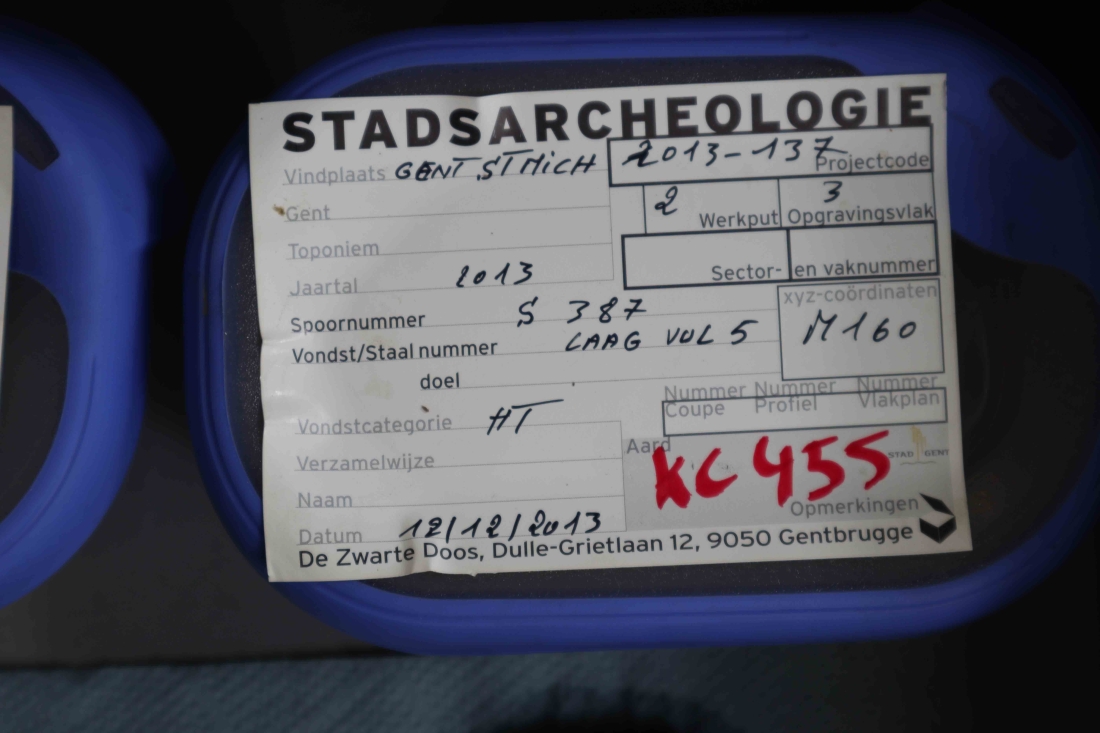 STADSARCHEOLOGIE
Vindplaats GENT ST MICH
2013-137 Projectcode
Gent
2 Werkput
3 Opgravingsvlak
Toponiem
Sector- en vaknummer
Jaartal 2013
xyz-coördinaten
M160
Spoornummer S 387
Vondst/Staalnummer LAAG VUL 5
doel
Nummer Coupe
Nummer Profiel
Nummer Vlakplan
Vondstcategorie HT
Aard
Verzamelwijze
KC 455
STAD GENT
Naam
Opmerkingen
Datum 12/12/2013
De Zwarte Doos, Dulle-Grietlaan 12, 9050 Gentbrugge